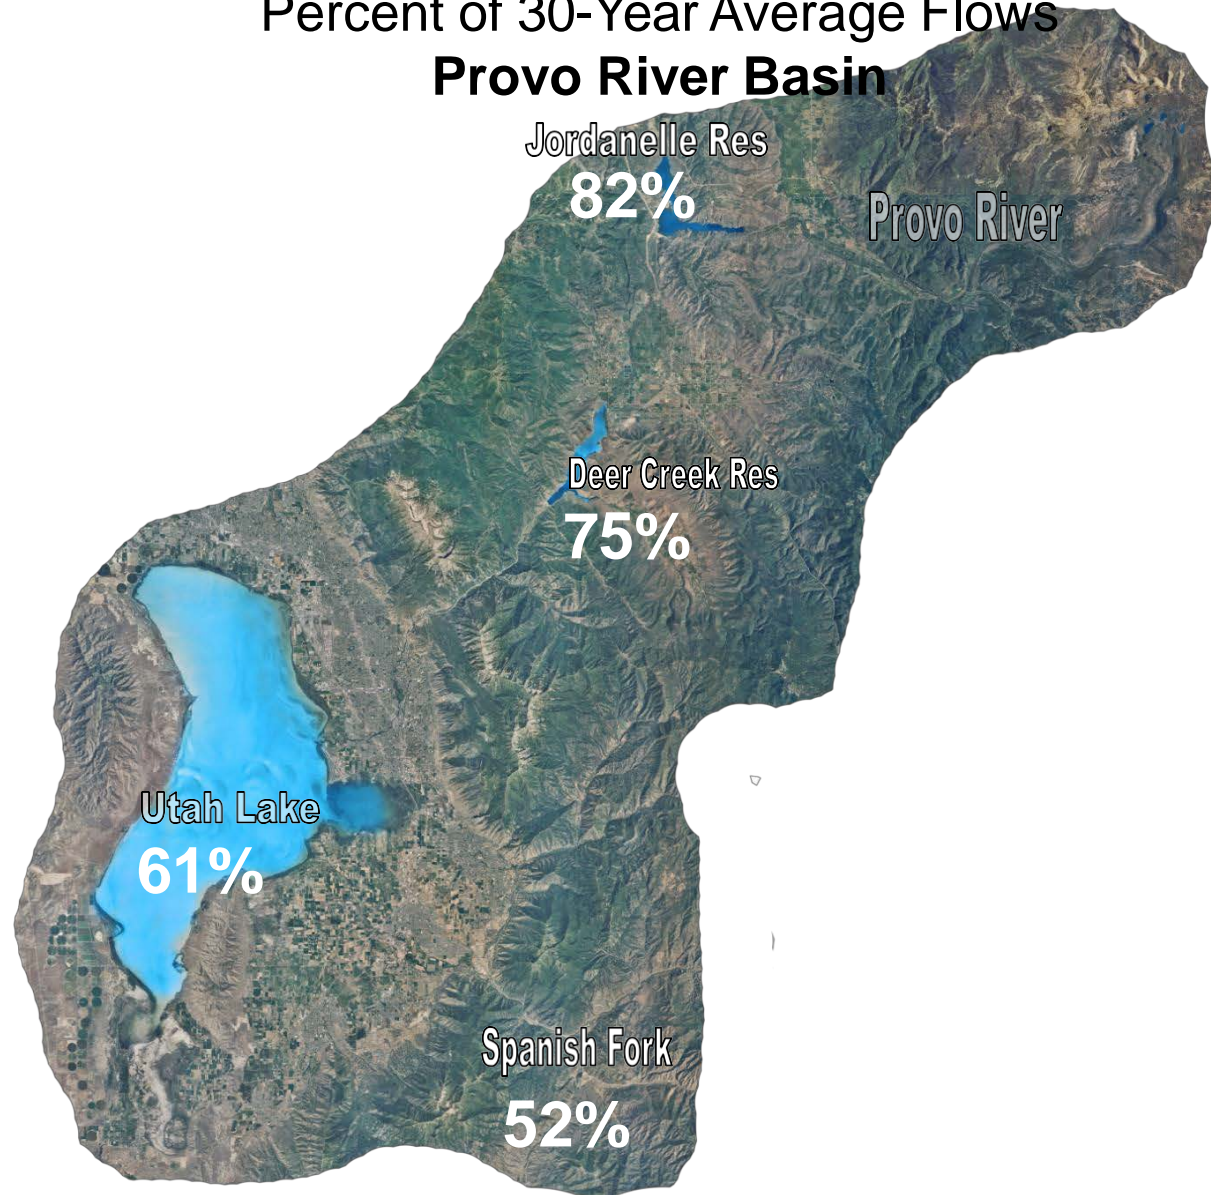 Percent of 30-Year Average Flows
Provo River Basin
Jordanelle Res
82%
Provo River
Deer Creek Res
75%
Utah Lake
61%
Spanish Fork
52%